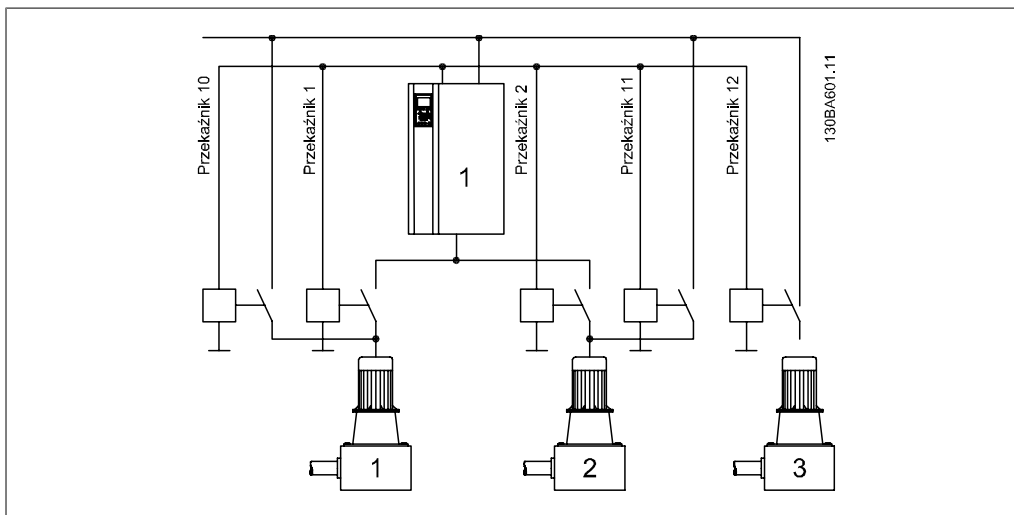 Przekaźnik 10
Przekaźnik 1
Przekaźnik 2
Przekaźnik 11
Przekaźnik 12
130BA601.11
1
1
2
3